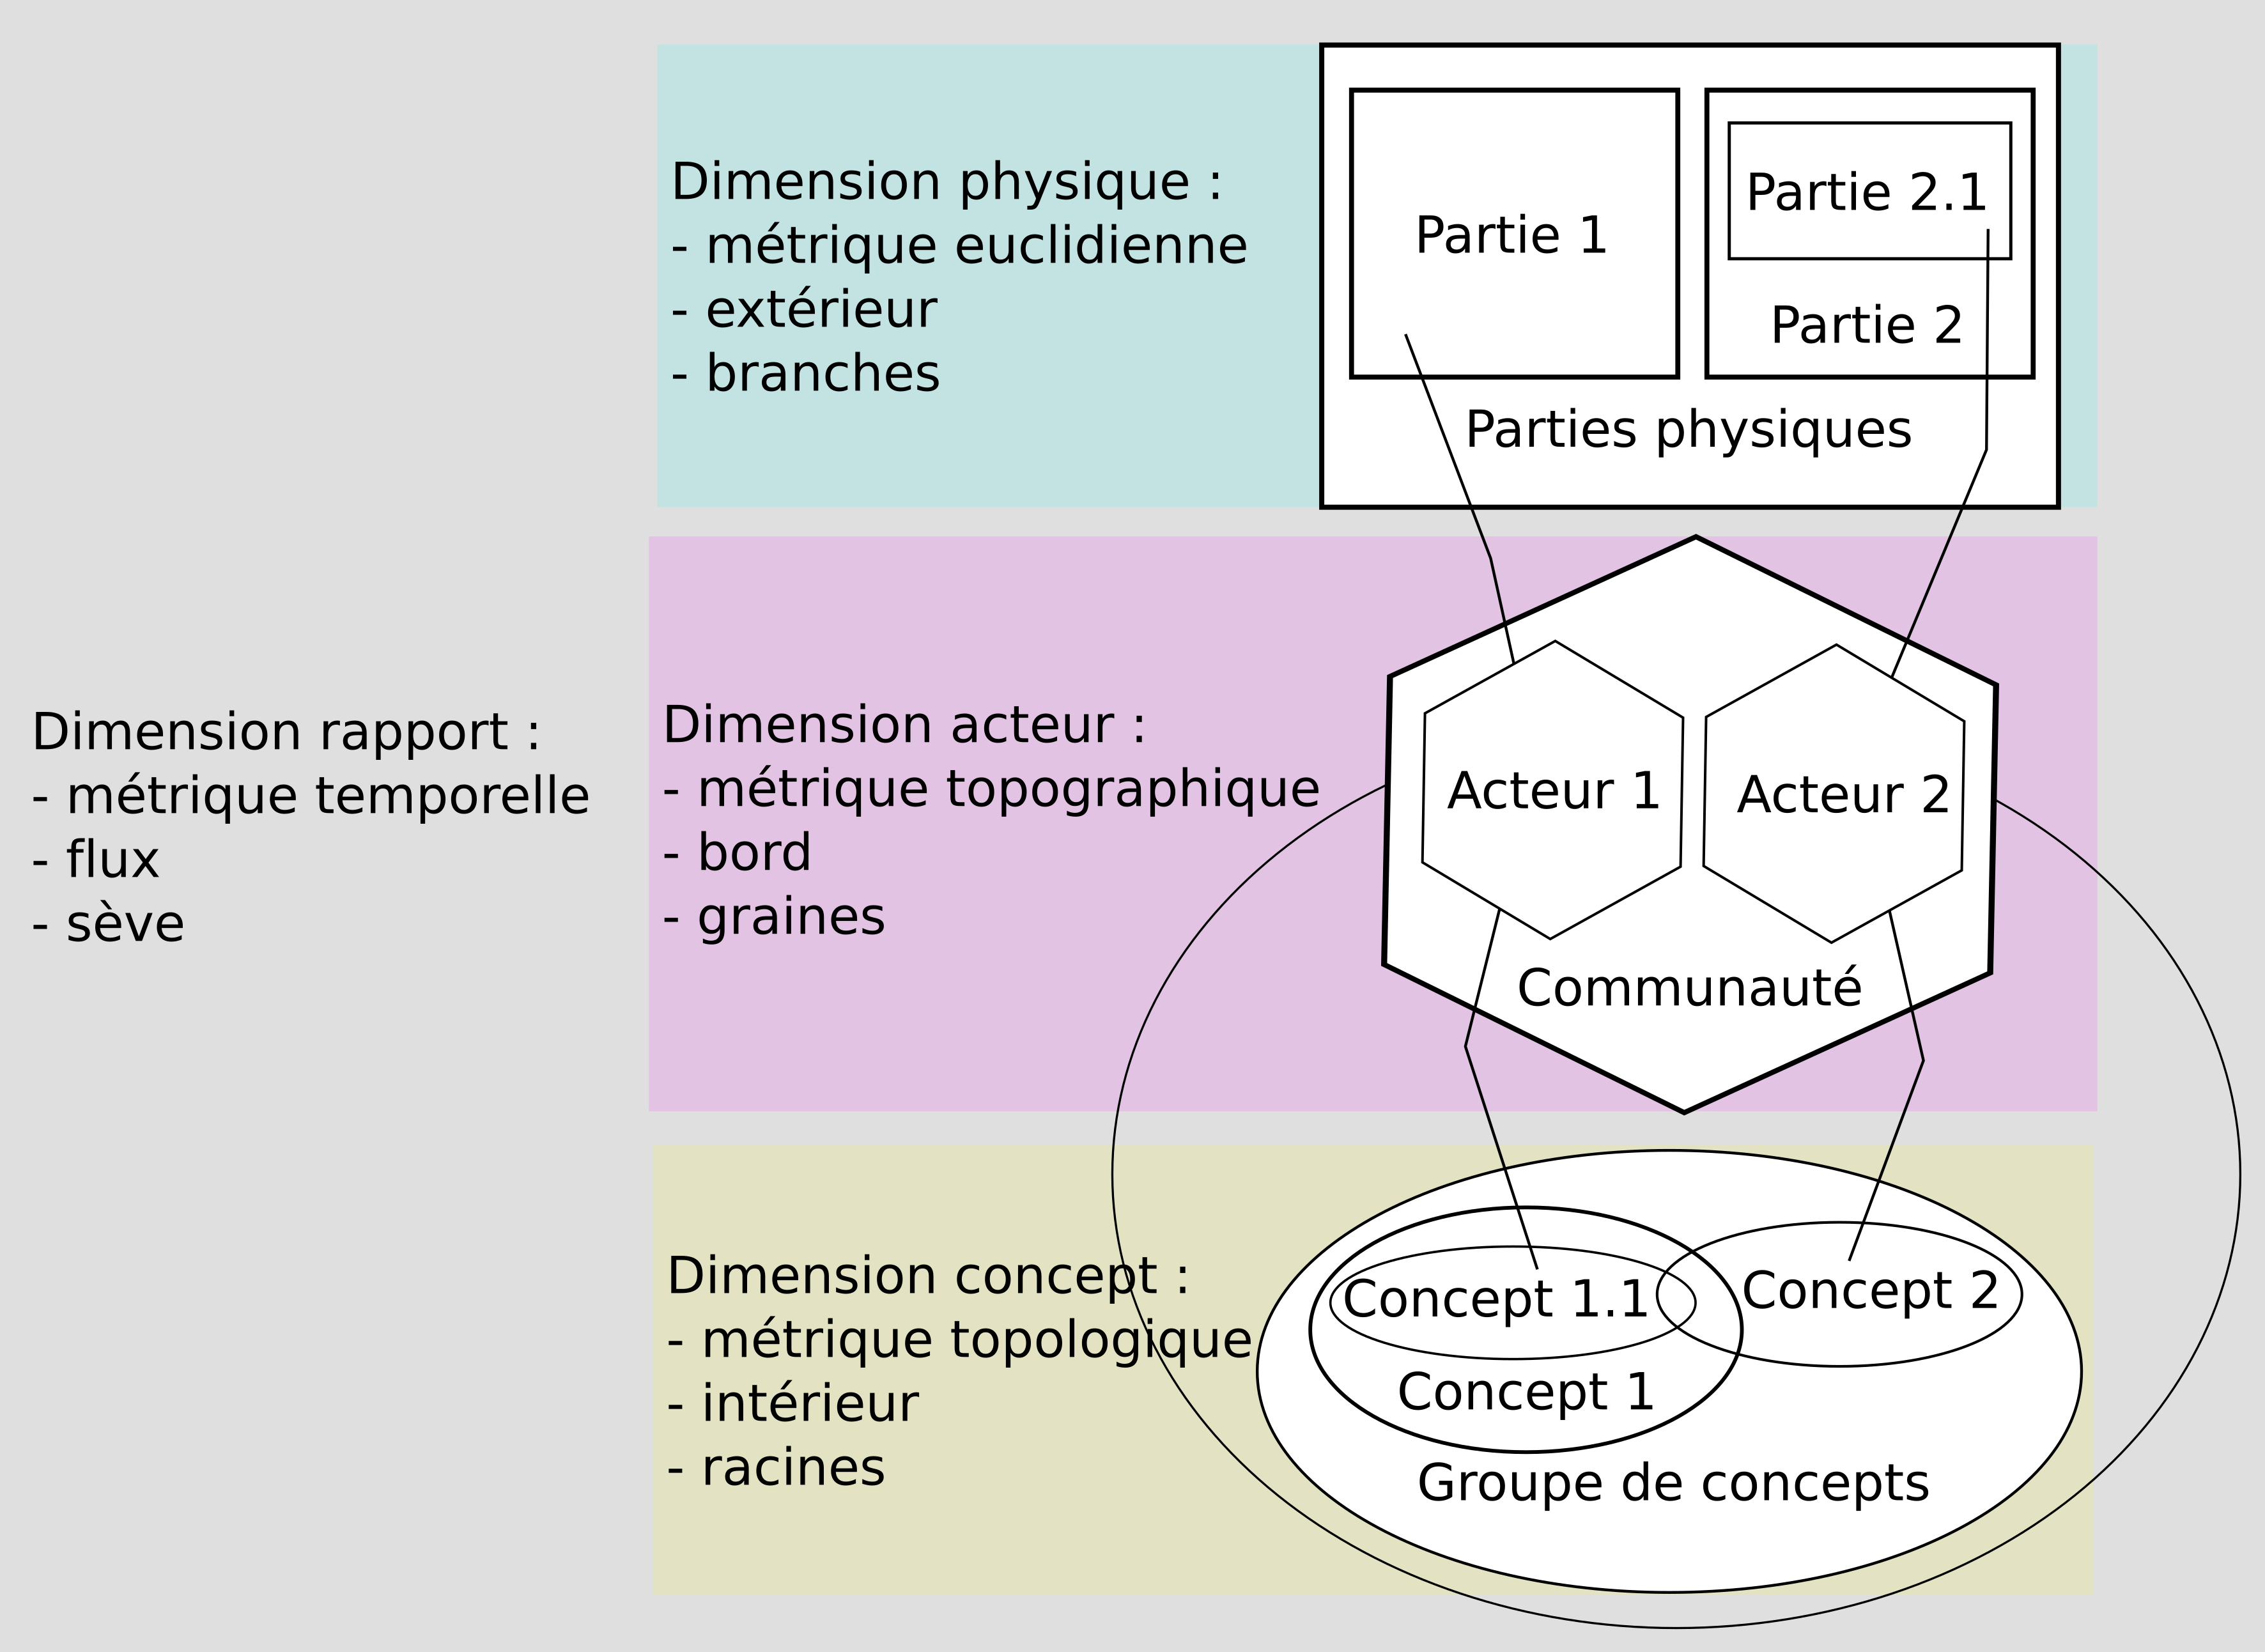 Dimension physique :
- métrique euclidienne
- extérieur
- branches
Partie 1
Partie 2.1
Partie 2
Parties physiques
Dimension rapport :
- métrique temporelle
- flux
- sève
Dimension acteur :
- métrique topographique
- bord
- graines
Acteur 1
Acteur 2
Communauté
Dimension concept :
- métrique topologique
- intérieur
- racines
Concept 1.1
Concept 2
Concept 1
Groupe de concepts